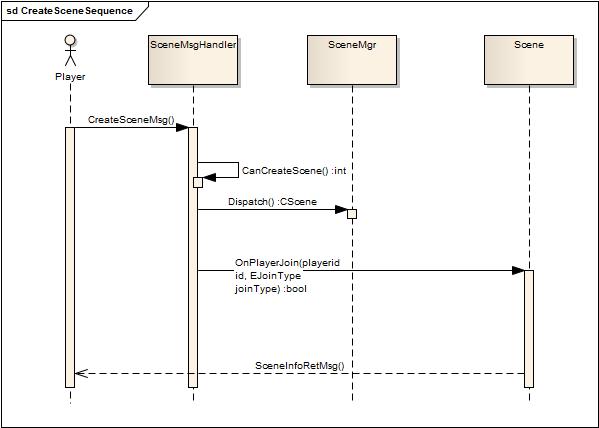 sd CreateSceneSequence
Player
SceneMsgHandler
SceneMgr
Scene
CreateSceneMsg()
CanCreateScene() :int
Dispatch() :CScene
OnPlayerJoin(playerid
id, EJoinType
joinType) :bool
SceneInfoRetMsg()